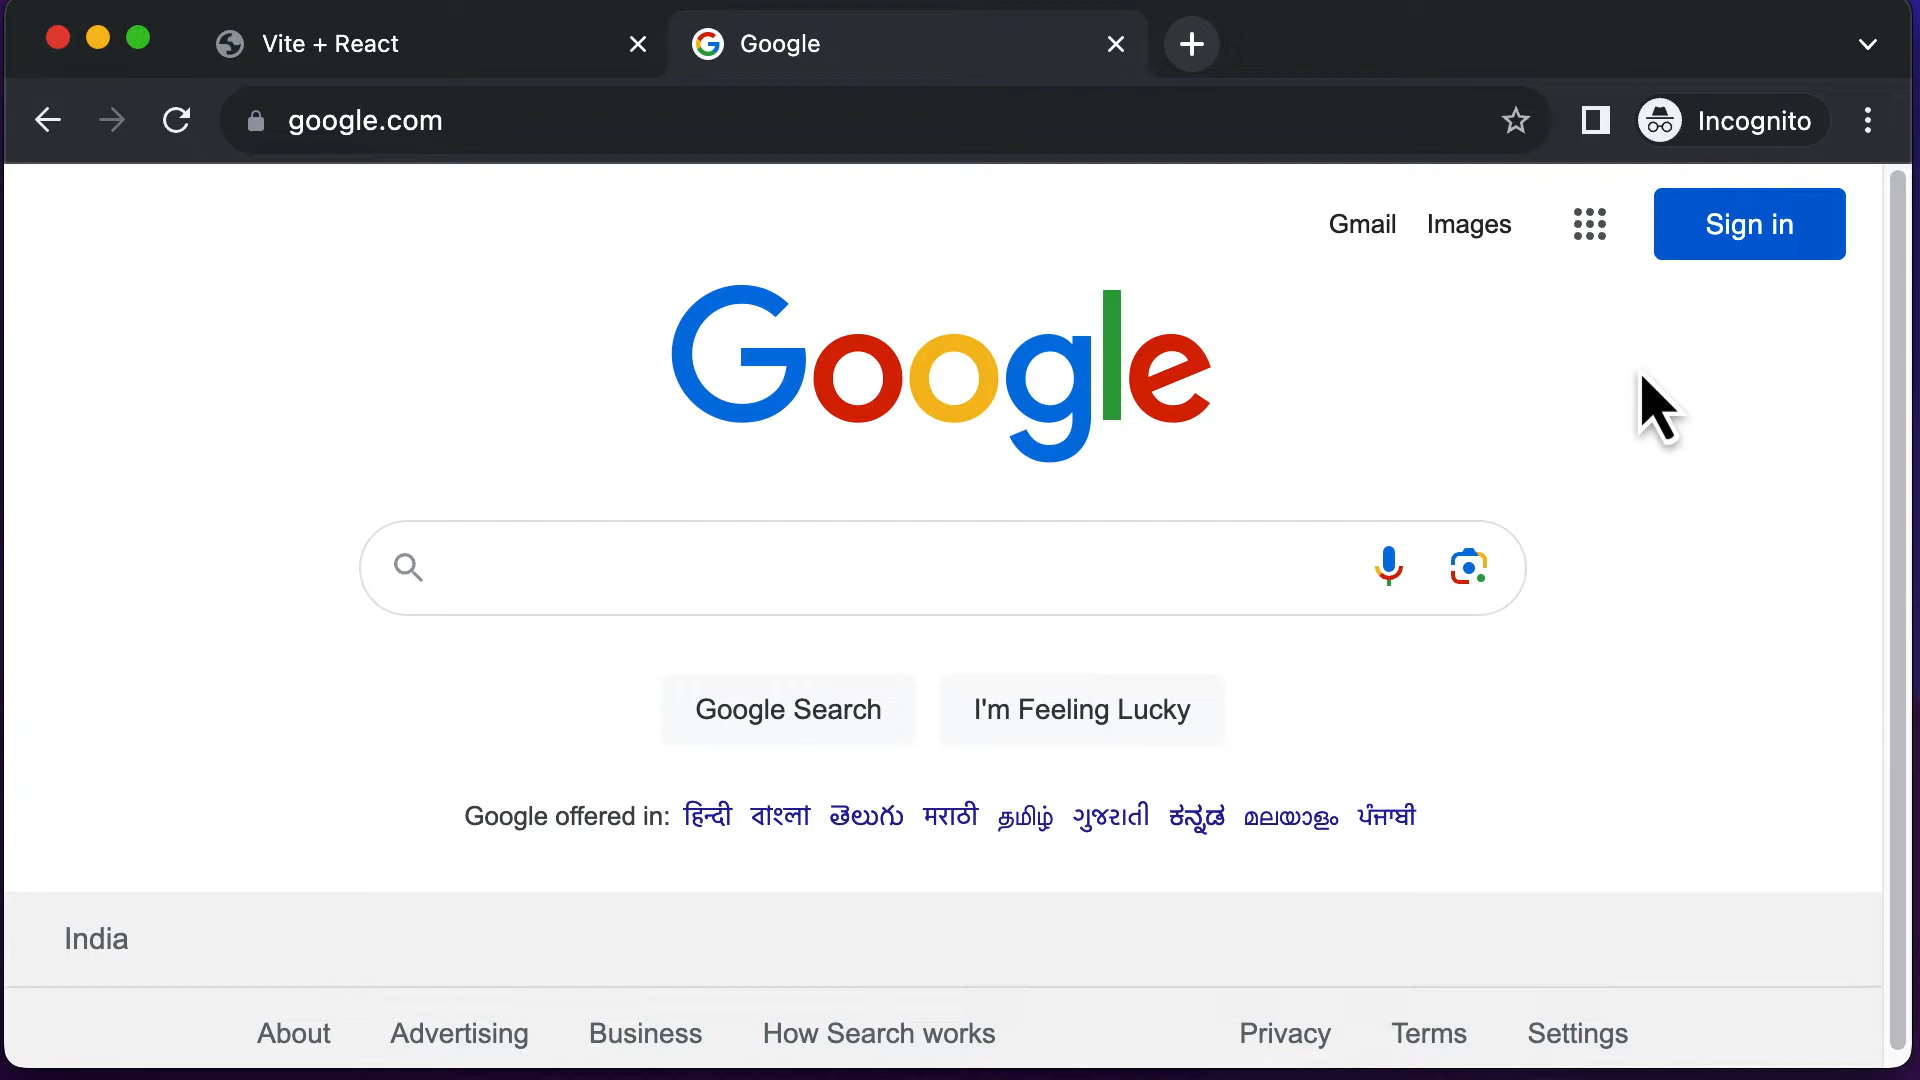 Vite + React
Google
google.com
Incognito
Gmail Images Sign in
Google
Google Search I'm Feeling Lucky
Google offered in: हिन्दी বাংলা తెలుగు मराठी தமிழ் ગુજરાતી ಕನ್ನಡ മലയാളം ਪੰਜਾਬੀ
India
About Advertising Business How Search works Privacy Terms Settings